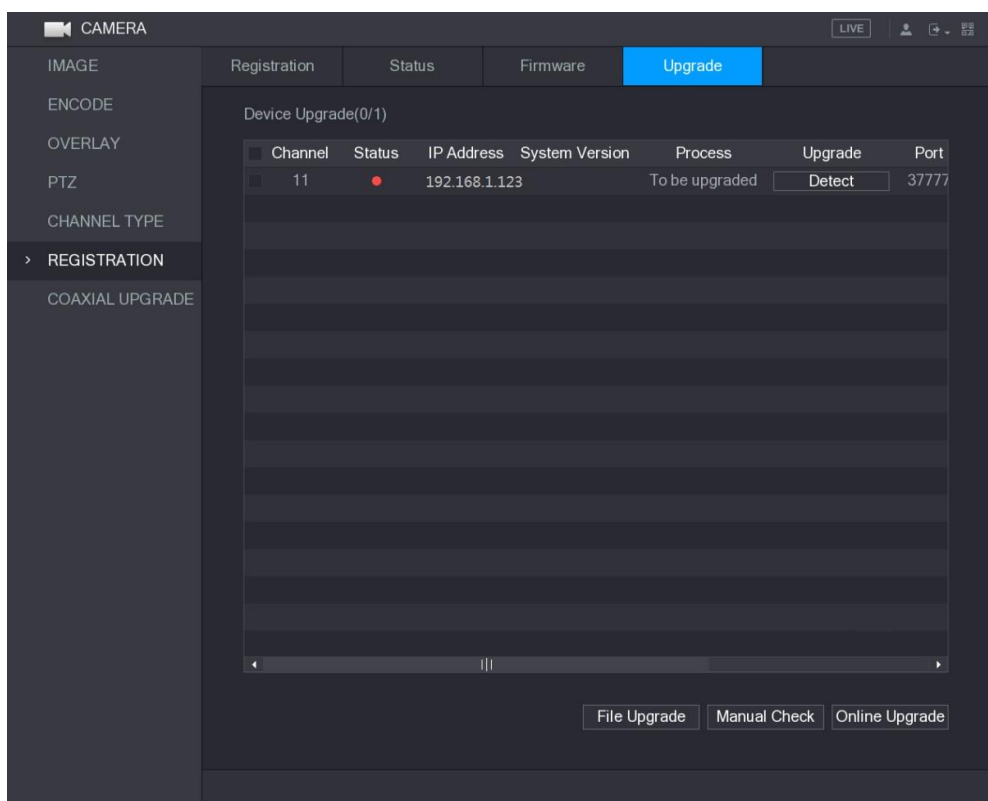 CAMERA
LIVE
IMAGE
ENCODE
OVERLAY
PTZ
CHANNEL TYPE
> REGISTRATION
COAXIAL UPGRADE
Registration Status Firmware Upgrade
Device Upgrade(0/1)
Channel Status IP Address System Version Process Upgrade Port
11 192.168.1.123 To be upgraded Detect 37777
File Upgrade Manual Check Online Upgrade